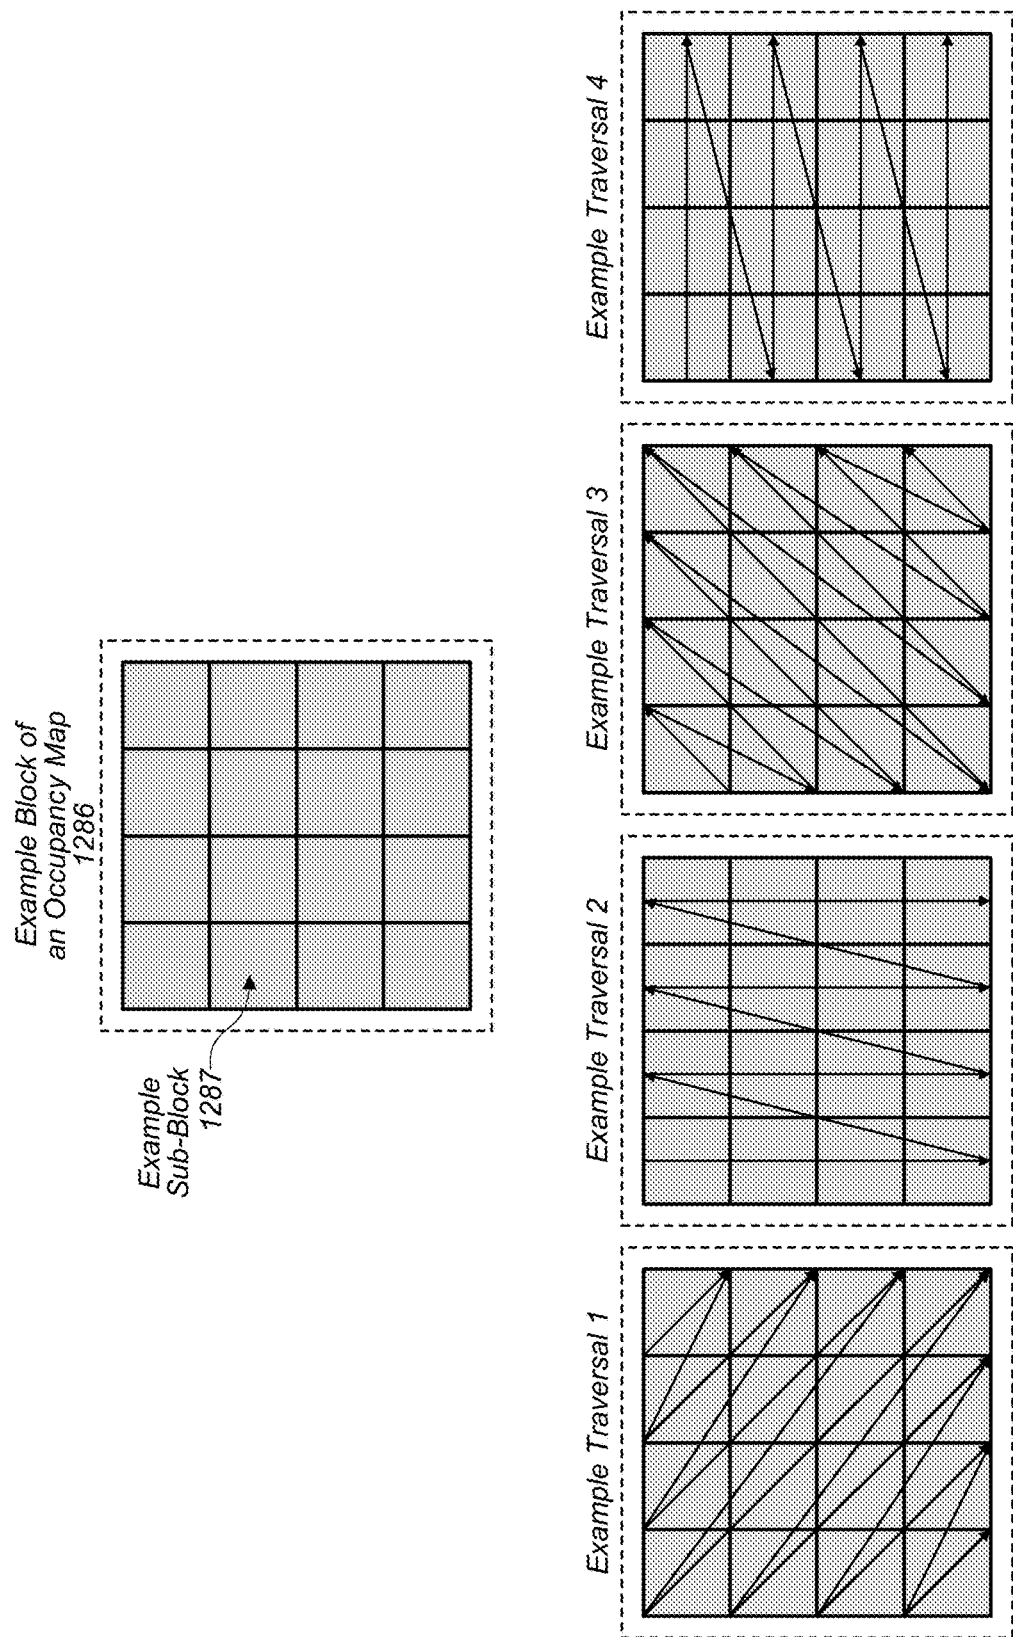 Example Block of
an Occupancy Map
1286
Example
Sub-Block
1287
Example Traversal 1
Example Traversal 2
Example Traversal 3
Example Traversal 4